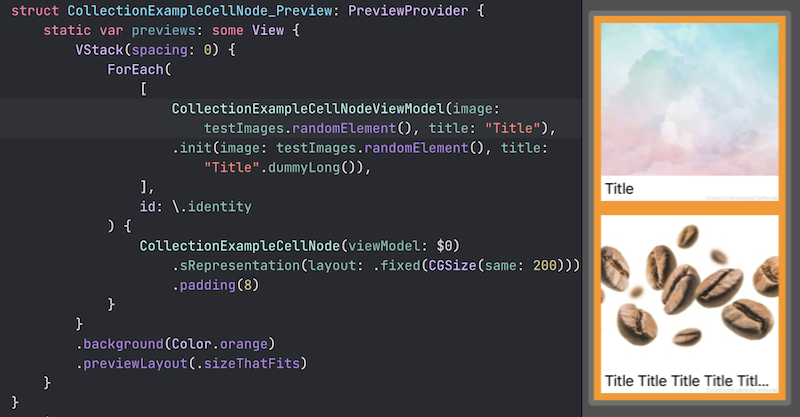 struct CollectionExampleCellNode_Preview: PreviewProvider {
static var previews: some View {
VStack(spacing: 0) {
ForEach(
[
CollectionExampleCellNodeViewModel(image:
testImages.randomElement(), title: "Title"),
.init(image: testImages.randomElement(), title:
"Title".dummyLong()),
],
id: \.identity
) {
CollectionExampleCellNode(viewModel: $0)
.sRepresentation(layout: .fixed(CGSize(same: 200)))
.padding(8)
}
}
.background(Color.orange)
.previewLayout(.sizeThatFits)
}
}
Title
Title Title Title Title Titl...